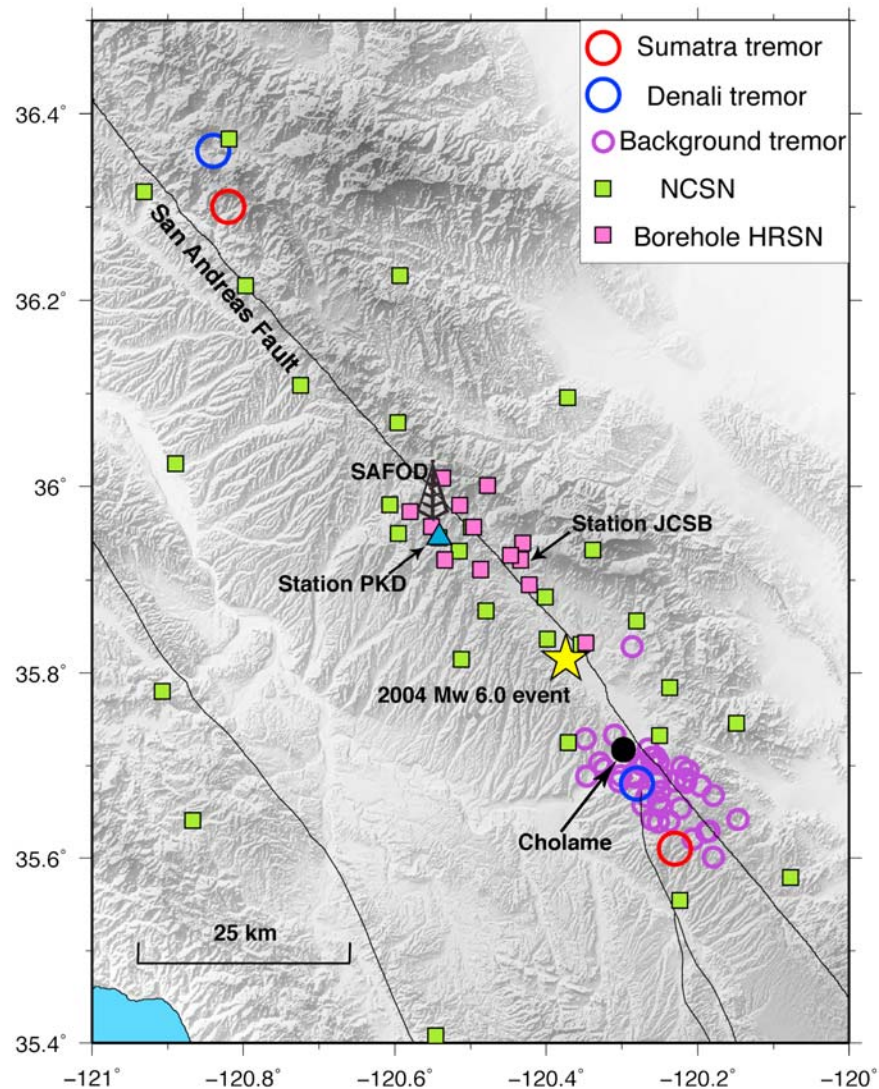 Sumatra tremor
Denali tremor
Background tremor
NCSN
Borehole HRSN
36.4°
36.2°
36°
35.8°
35.6°
35.4°
San Andreas Fault
SAFOD
Station JCSB
Station PKD
2004 Mw 6.0 event
Cholame
25 km
−121°
−120.8°
−120.6°
−120.4°
−120.2°
−120°